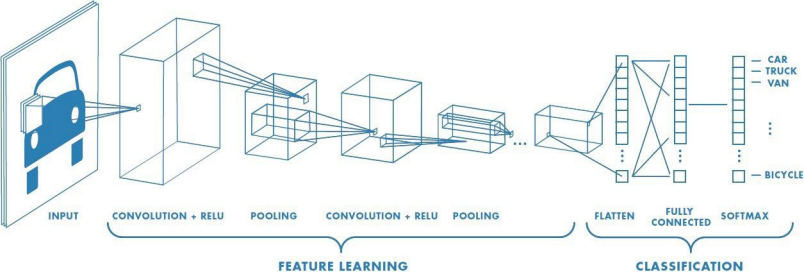 CAR
TRUCK
VAN
BICYCLE
INPUT
CONVOLUTION + RELU
POOLING
CONVOLUTION + RELU
POOLING
FLATTEN
FULLY
CONNECTED
SOFTMAX
FEATURE LEARNING
CLASSIFICATION